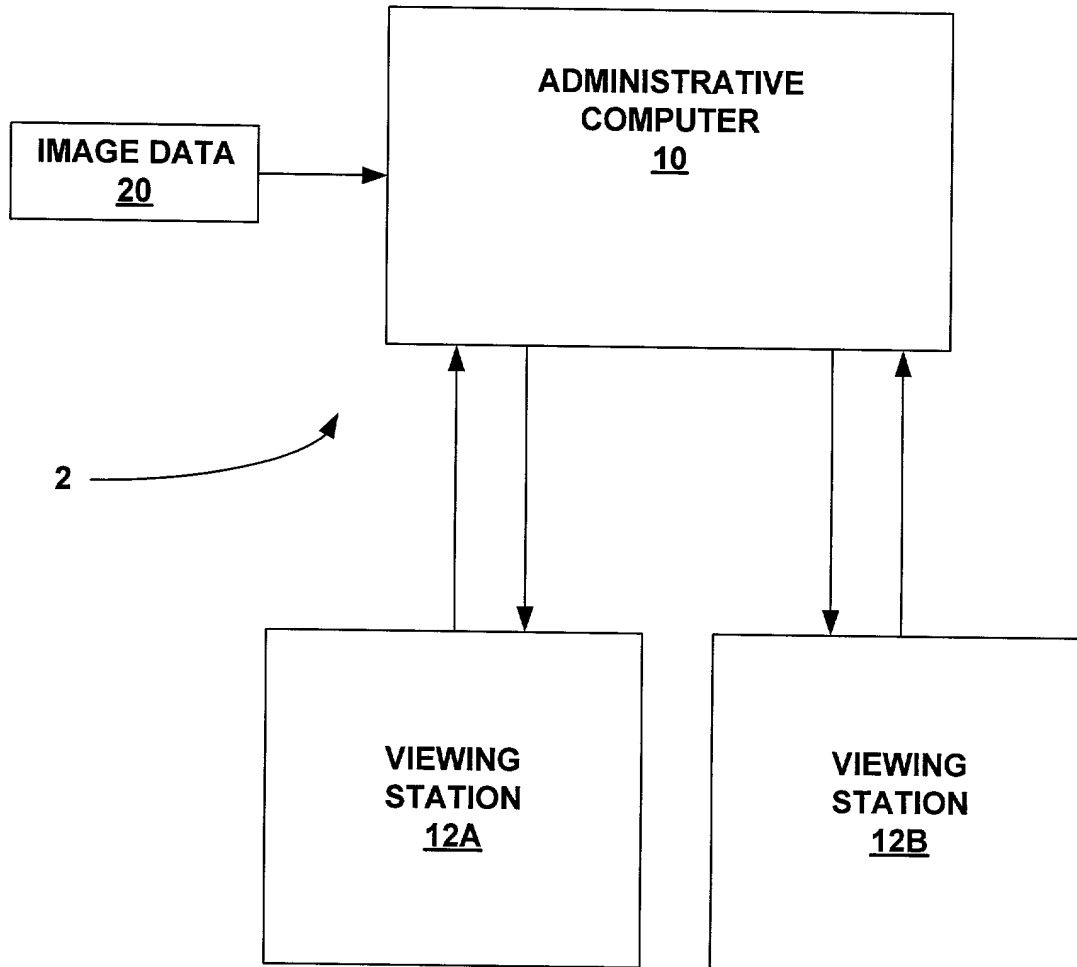 ADMINISTRATIVE
COMPUTER
10
IMAGE DATA
20
2
VIEWING
STATION
12A
VIEWING
STATION
12B